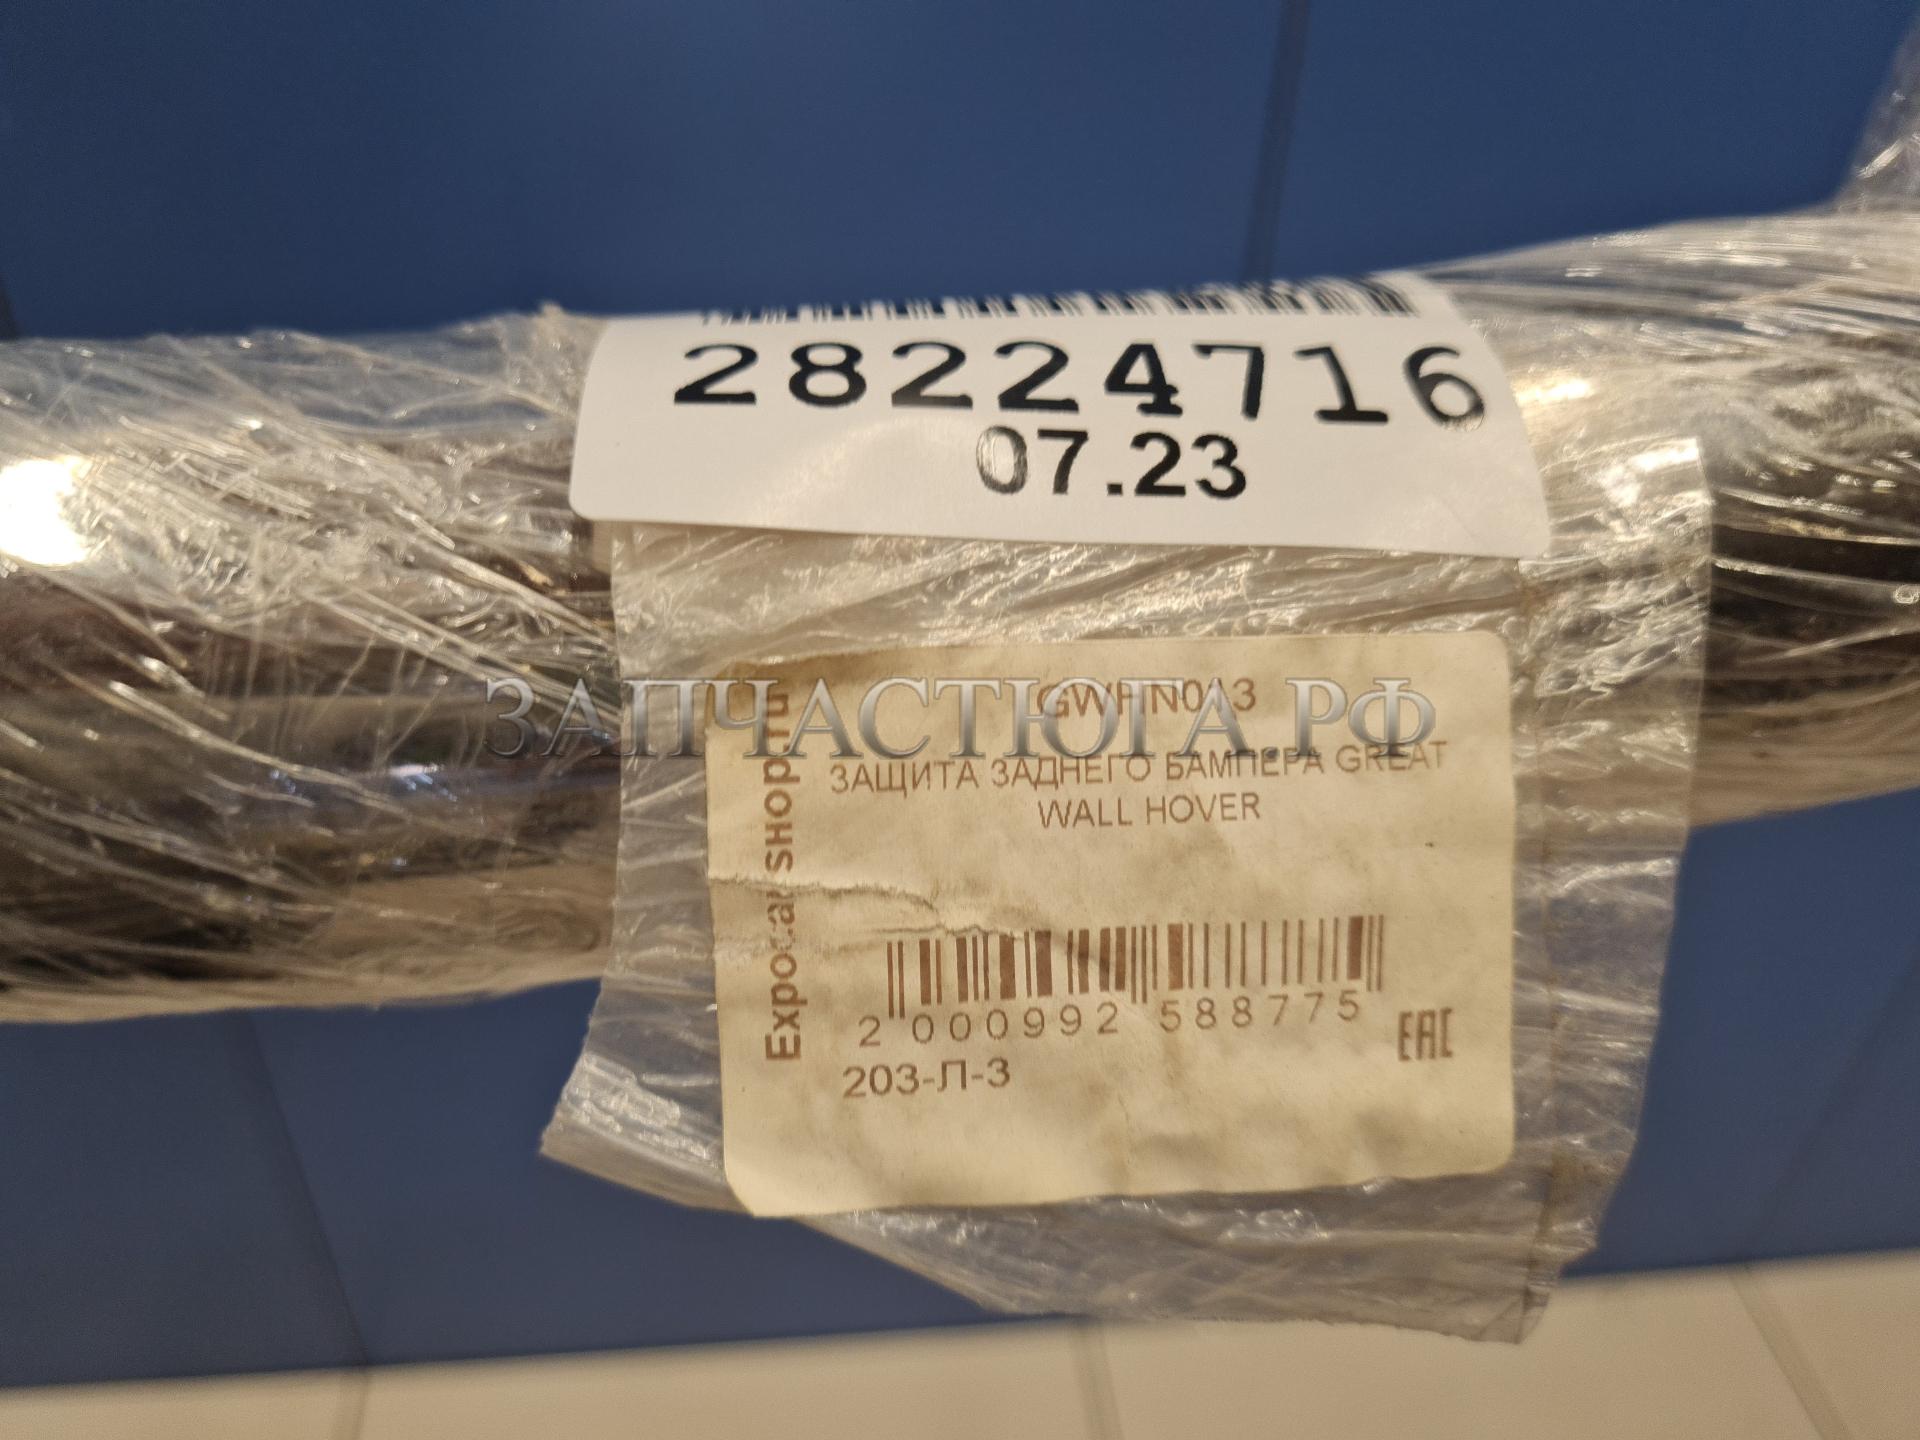 28224716
07.23
ЗАПЧАСТЮГА.РФ
GWHN013
ЗАЩИТА ЗАДНЕГО БАМПЕРА GREAT
WALL HOVER
Expocar shop.ru
2 000992 588775
EAC
203-Л-3